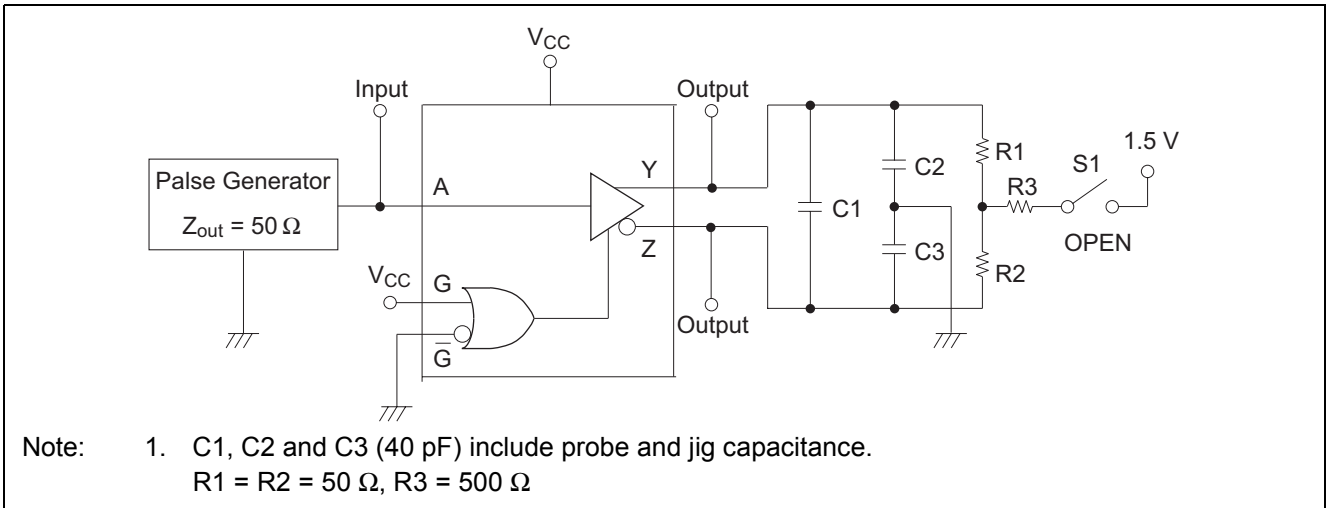 VCC
Input
Output
1.5 V
S1
R1
C2
R3
Palse Generator
Zout = 50 Ω
A
Y
C1
Z
C3
OPEN
R2
VCC
G
G̅
Output
Note: 1. C1, C2 and C3 (40 pF) include probe and jig capacitance.
R1 = R2 = 50 Ω, R3 = 500 Ω